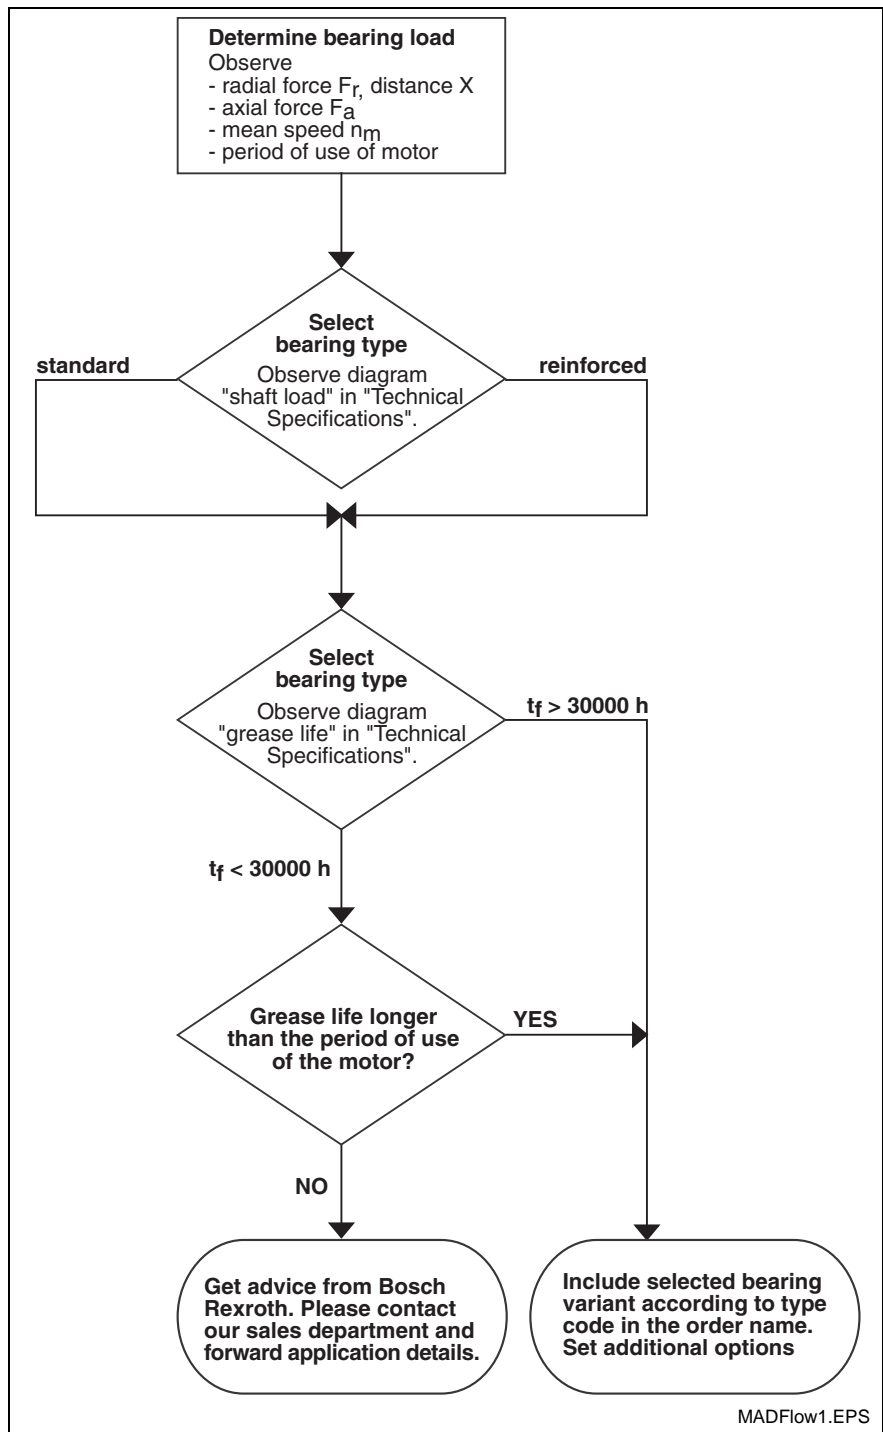 Determine bearing load
Observe
- radial force Fr, distance X
- axial force Fa
- mean speed nm
- period of use of motor
Select
bearing type
Observe diagram
"shaft load" in "Technical
Specifications".
standard
reinforced
Select
bearing type
Observe diagram
"grease life" in "Technical
Specifications".
tf > 30000 h
tf < 30000 h
Grease life longer
than the period of use
of the motor?
YES
NO
Get advice from Bosch
Rexroth. Please contact
our sales department and
forward application details.
Include selected bearing
variant according to type
code in the order name.
Set additional options
MADFlow1.EPS